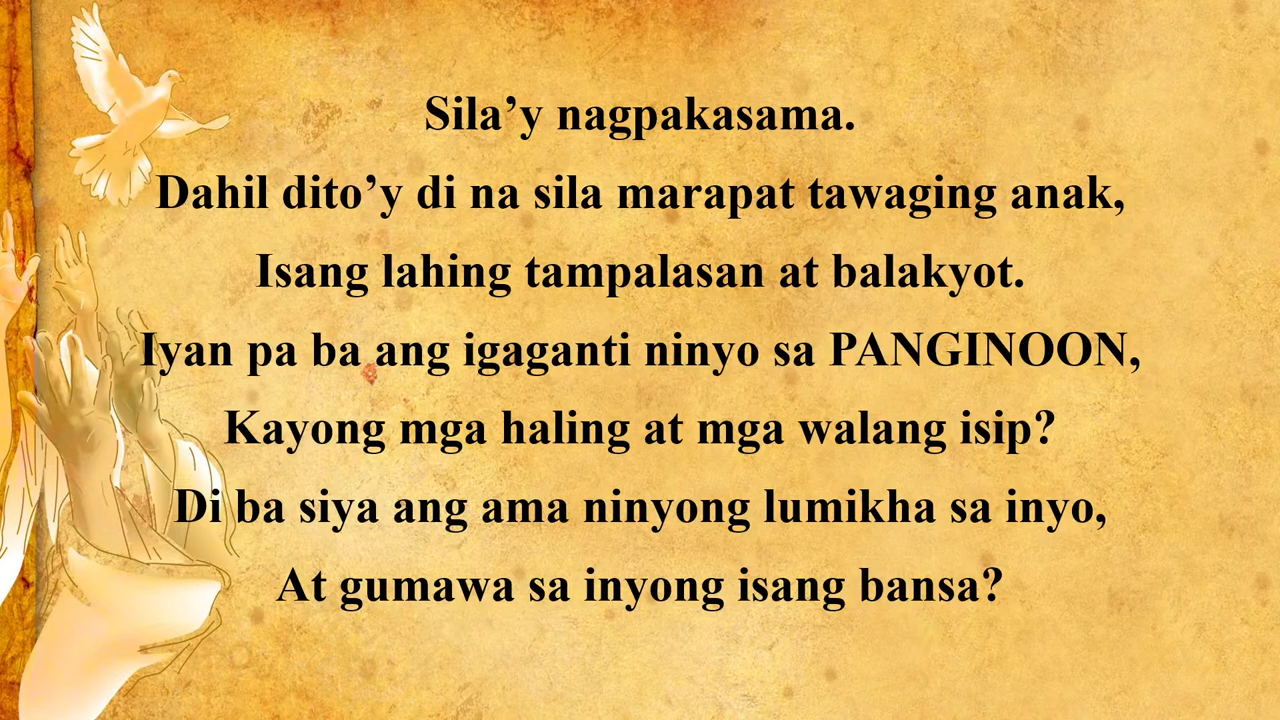 Sila’y nagpakasama.
Dahil dito’y di na sila marapat tawaging anak,
Isang lahing tampalasan at balakyot.
Iyan pa ba ang igaganti ninyo sa PANGINOON,
Kayong mga haling at mga walang isip?
Di ba siya ang ama ninyong lumikha sa inyo,
At gumawa sa inyong isang bansa?